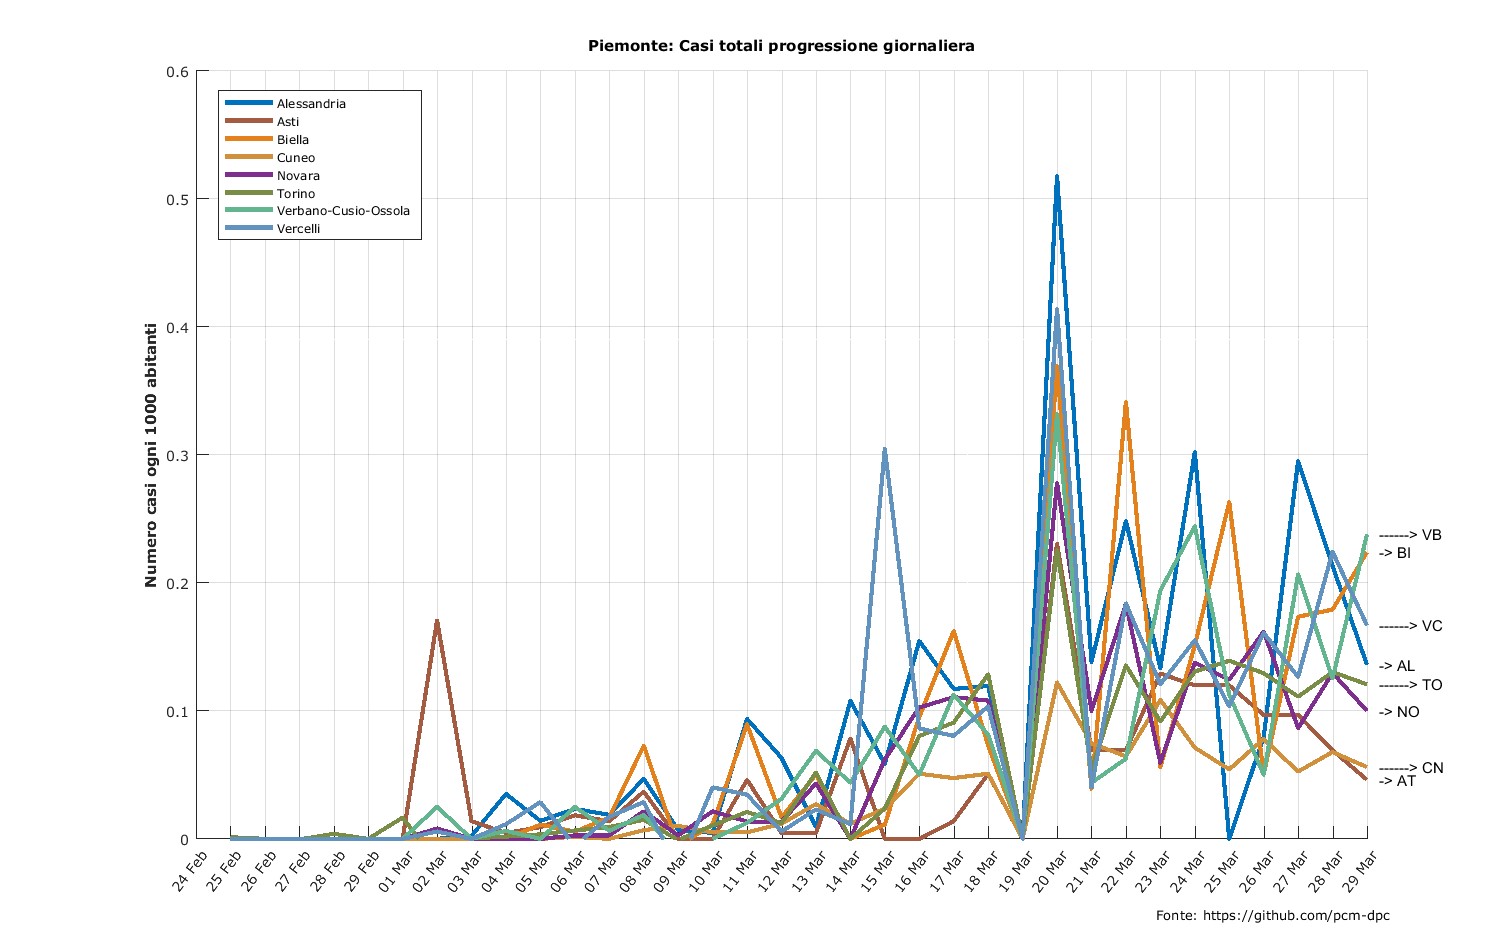 Piemonte: Casi totali progressione giornaliera
0.6
0.5
0.4
0.3
0.2
0.1
0
Numero casi ogni 1000 abitanti
Alessandria
Asti
Biella
Cuneo
Novara
Torino
Verbano-Cusio-Ossola
Vercelli
------> VB
-> BI
------> VC
-> AL
------> TO
-> NO
------> CN
-> AT
24 Feb
25 Feb
26 Feb
27 Feb
28 Feb
29 Feb
01 Mar
02 Mar
03 Mar
04 Mar
05 Mar
06 Mar
07 Mar
08 Mar
09 Mar
10 Mar
11 Mar
12 Mar
13 Mar
14 Mar
15 Mar
16 Mar
17 Mar
18 Mar
19 Mar
20 Mar
21 Mar
22 Mar
23 Mar
24 Mar
25 Mar
26 Mar
27 Mar
28 Mar
29 Mar
Fonte: https://github.com/pcm-dpc